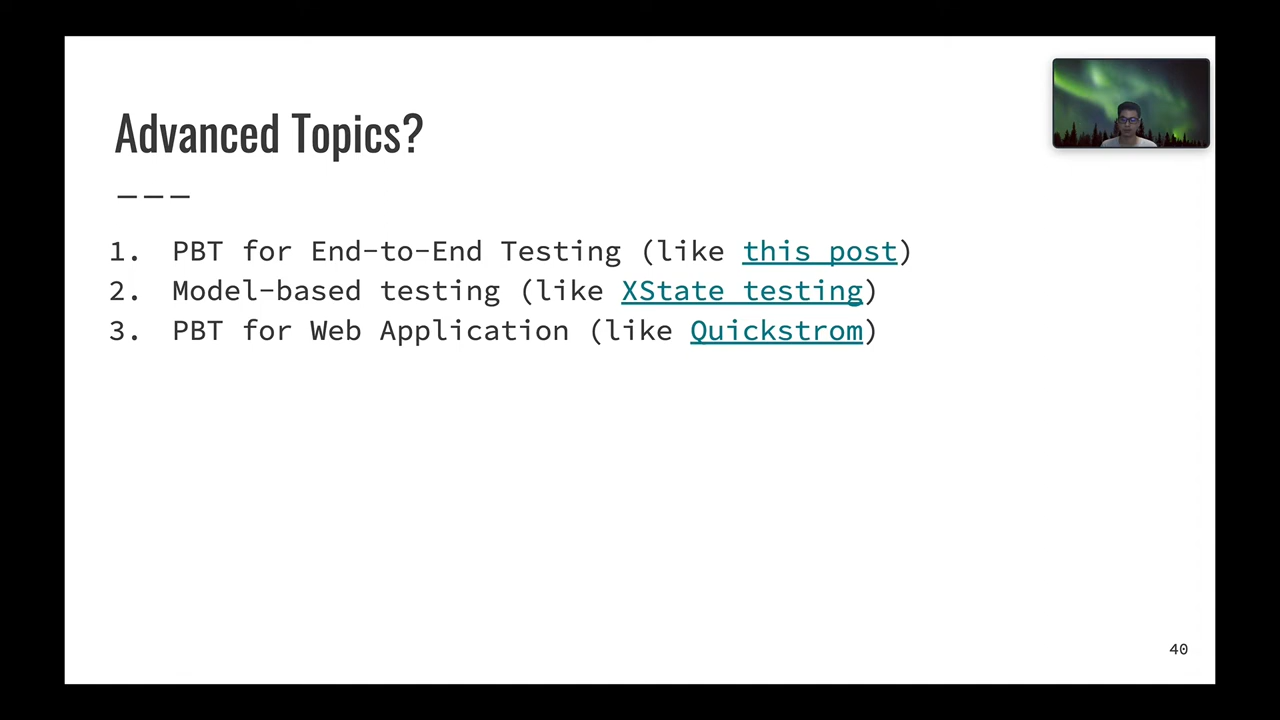 Advanced Topics?
———
1. PBT for End-to-End Testing (like this post)
2. Model-based testing (like XState testing)
3. PBT for Web Application (like Quickstrom)
40